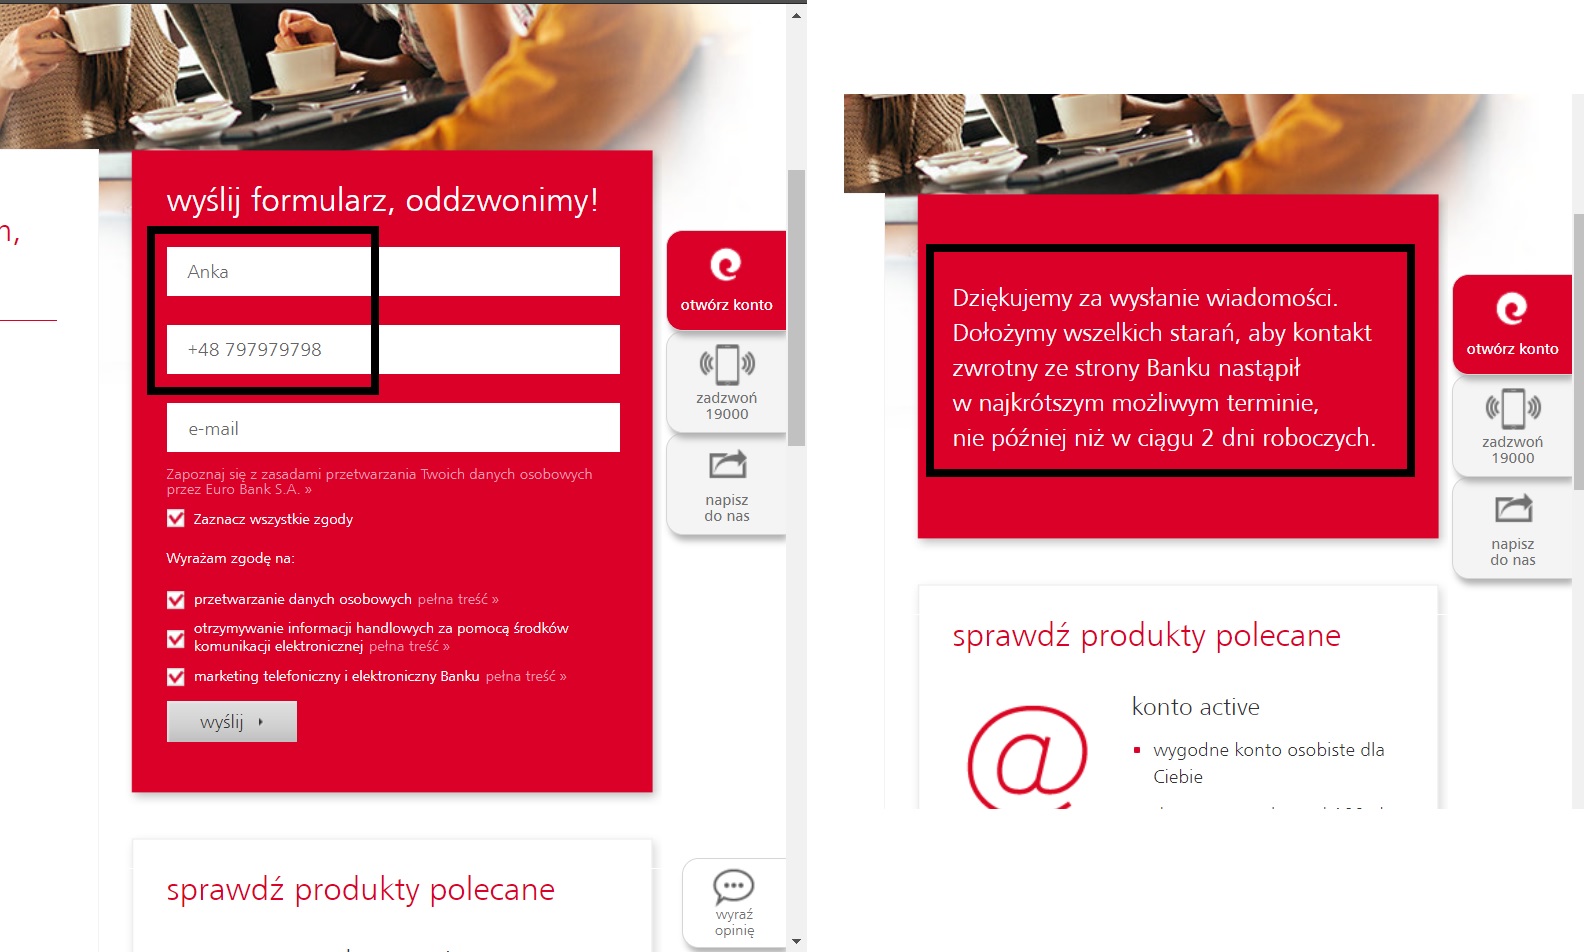 wyślij formularz, oddzwonimy!
Anka
+48 797979798
e-mail
Zapoznaj się z zasadami przetwarzania Twoich danych osobowych
przez Euro Bank S.A. »
Zaznacz wszystkie zgody
Wyrażam zgodę na:
przetwarzanie danych osobowych pełna treść »
otrzymywanie informacji handlowych za pomocą środków
komunikacji elektronicznej pełna treść »
marketing telefoniczny i elektroniczny Banku pełna treść »
wyślij
sprawdź produkty polecane
otwórz konto
zadzwoń
19000
napisz
do nas
wyraź
opinię
Dziękujemy za wysłanie wiadomości.
Dołożymy wszelkich starań, aby kontakt
zwrotny ze strony Banku nastąpił
w najkrótszym możliwym terminie,
nie później niż w ciągu 2 dni roboczych.
otwórz konto
zadzwoń
19000
napisz
do nas
sprawdź produkty polecane
@
konto active
wygodne konto osobiste dla
Ciebie